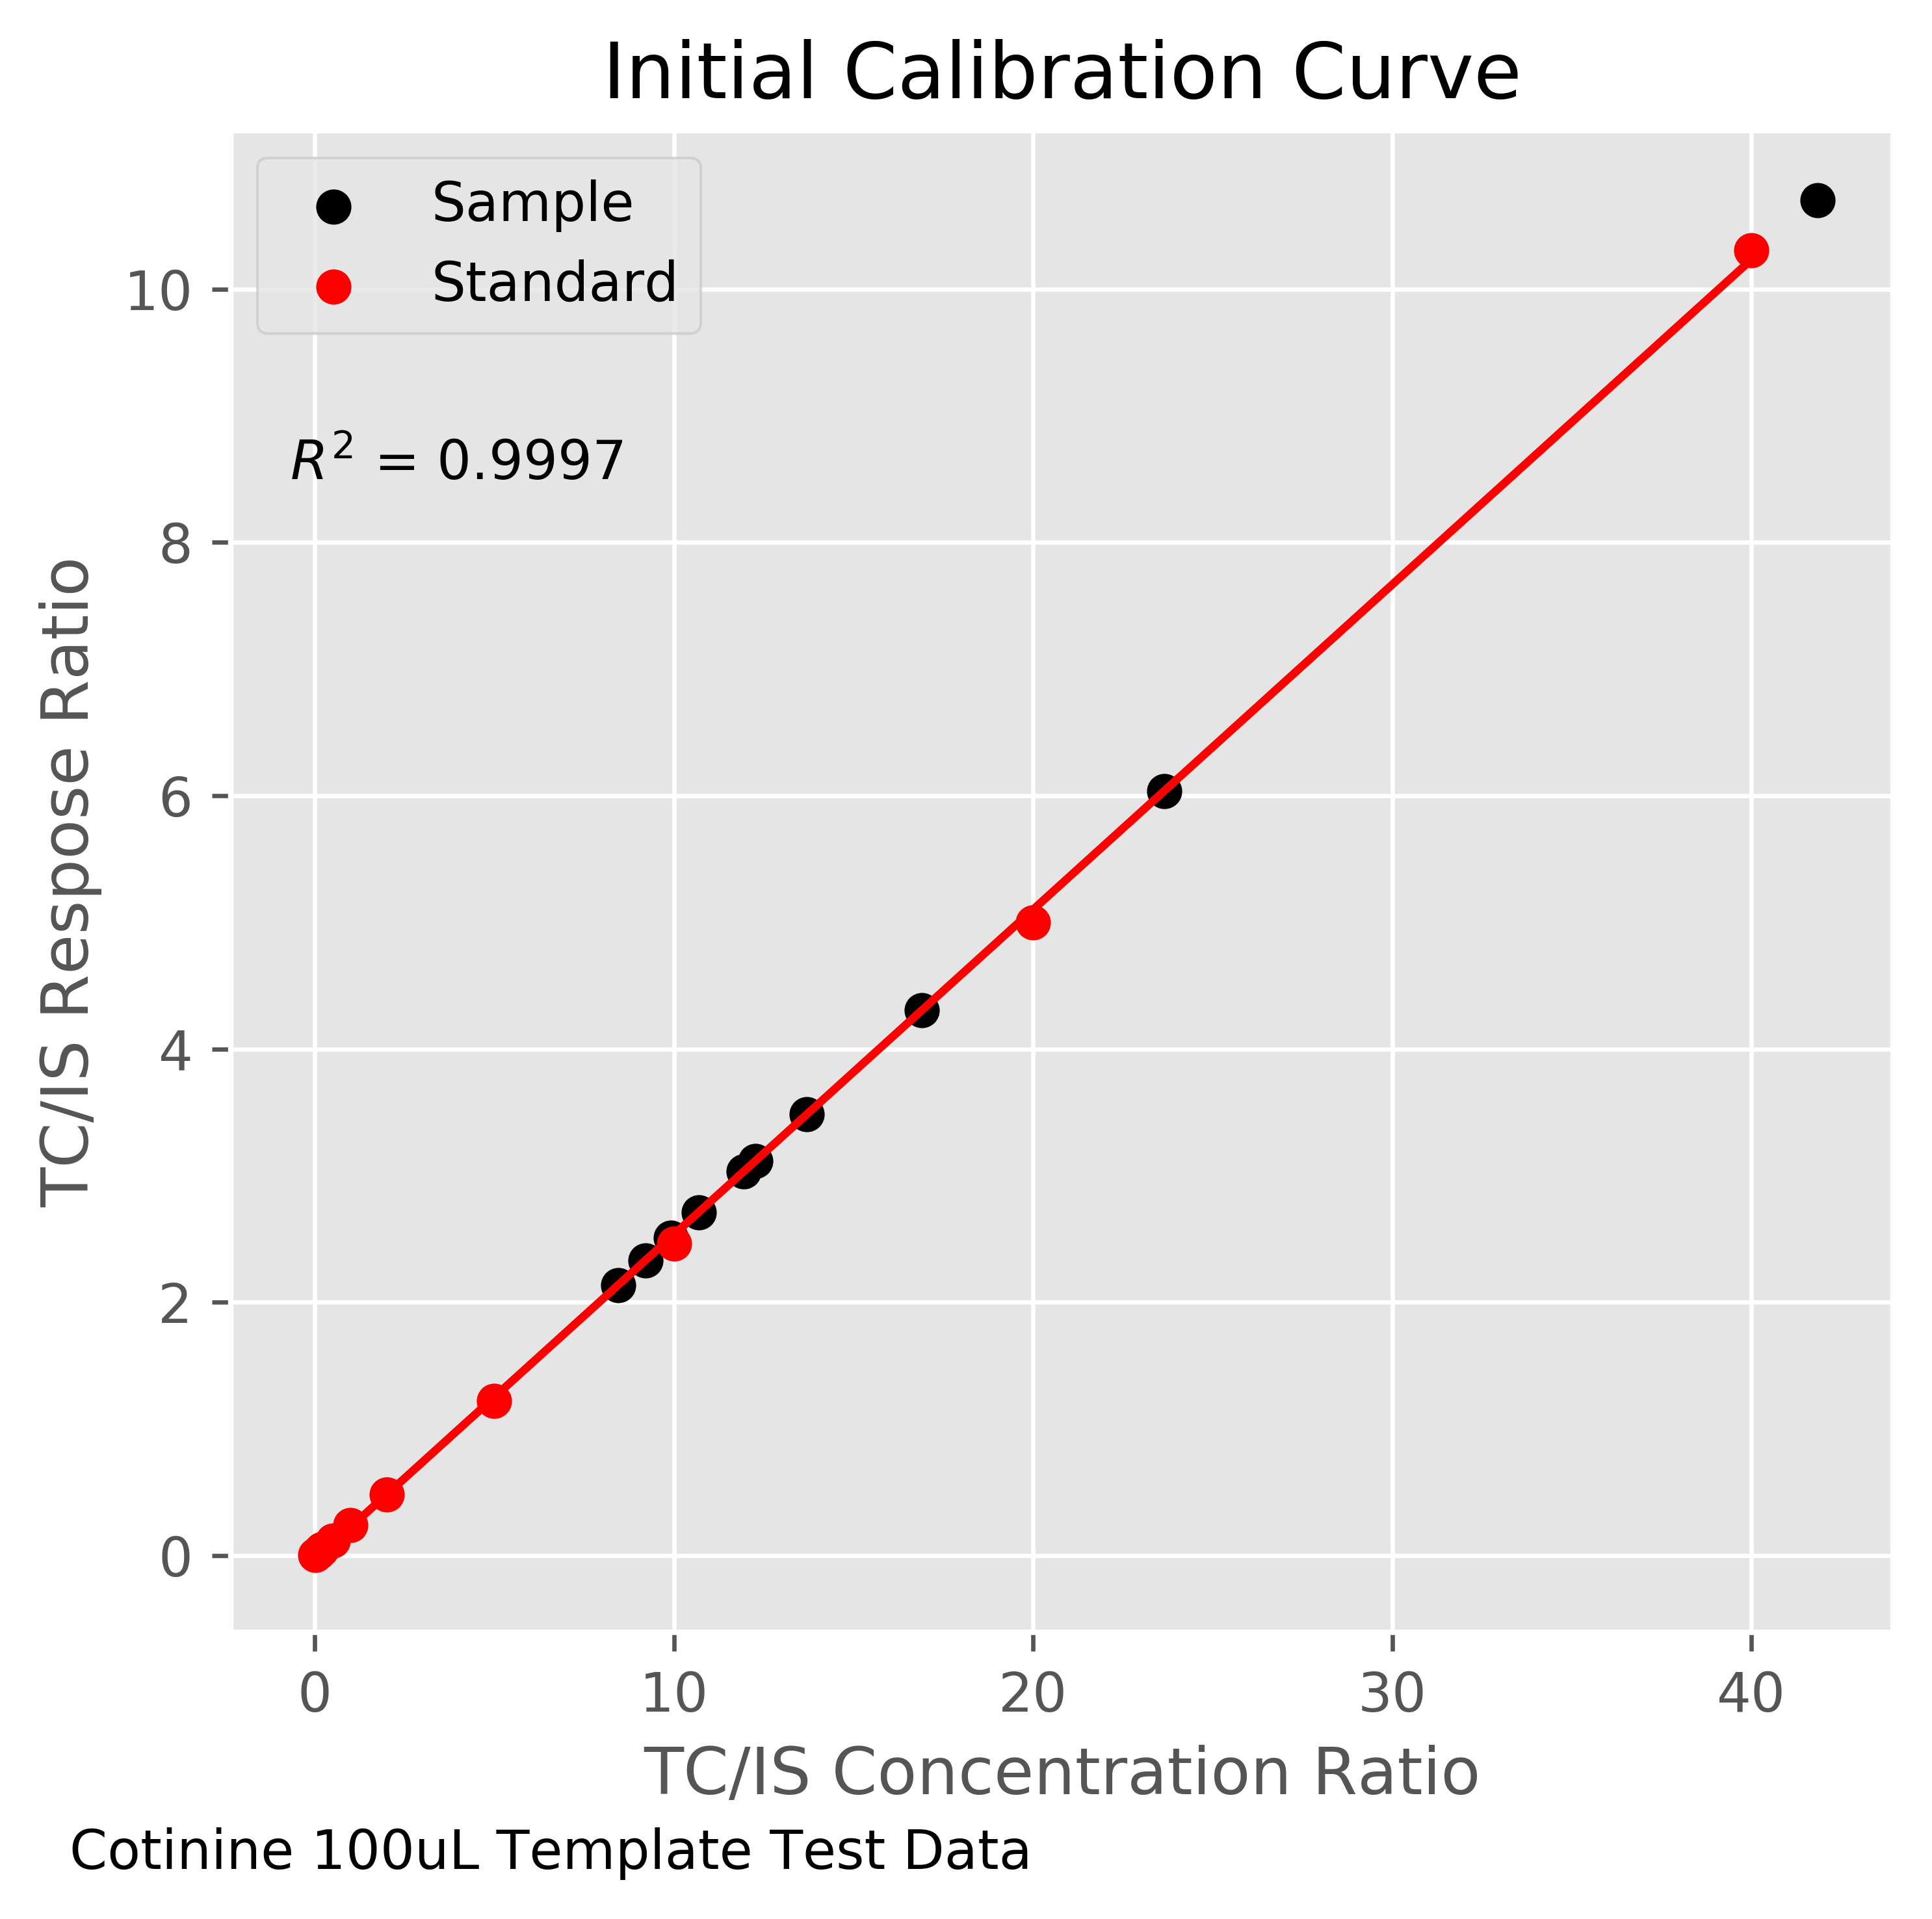 Initial Calibration Curve
Sample
Standard
R² = 0.9997
TC/IS Respose Ratio
10
8
6
4
2
0
0 10 20 30 40
TC/IS Concentration Ratio
Cotinine 100uL Template Test Data